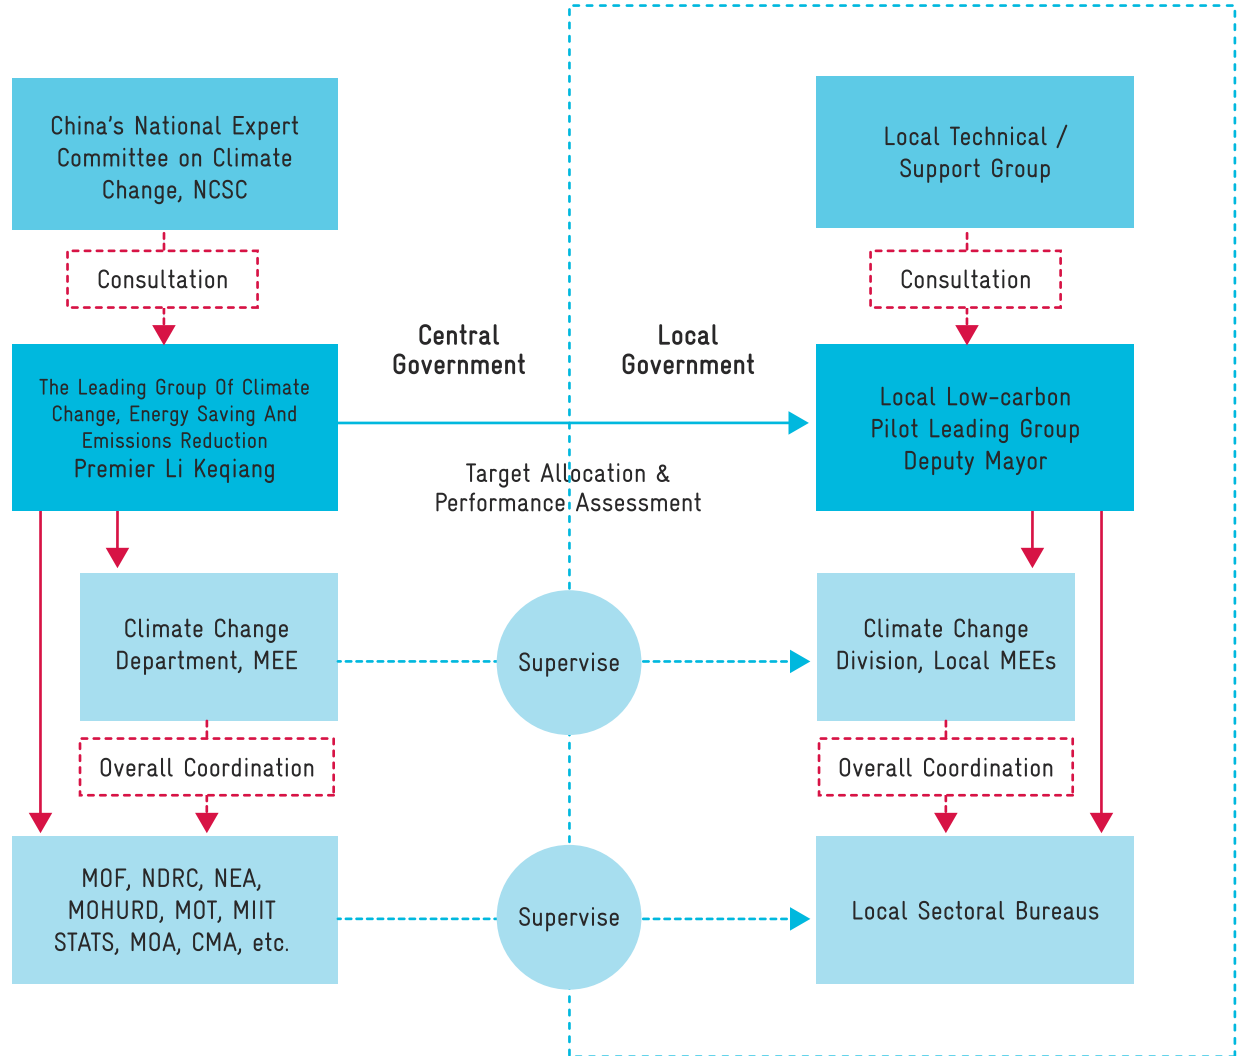 China's National Expert
Committee on Climate
Change, NCSC
Consultation
The Leading Group Of Climate
Change, Energy Saving And
Emissions Reduction
Premier Li Keqiang
Climate Change
Department, MEE
Overall Coordination
MOF, NDRC, NEA,
MOHURD, MOT, MIIT
STATS, MOA, CMA, etc.
Central
Government
Local
Government
Target Allocation &
Performance Assessment
Supervise
Supervise
Local Technical /
Support Group
Consultation
Local Low-carbon
Pilot Leading Group
Deputy Mayor
Climate Change
Division, Local MEEs
Overall Coordination
Local Sectoral Bureaus